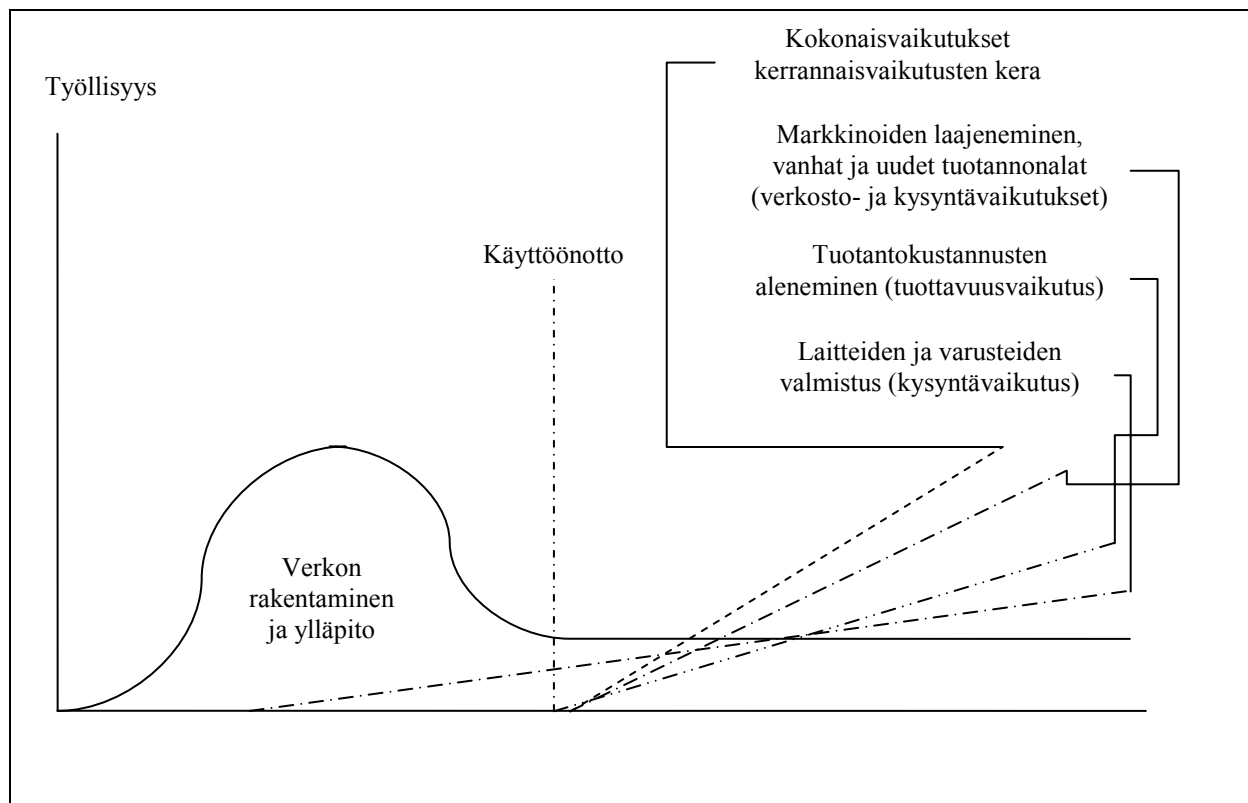 Kokonaisvaikutukset
kerrannaisvaikutusten kera
Työllisyys
Markkinoiden laajeneminen,
vanhat ja uudet tuotannonalat
(verkosto- ja kysyntävaikutukset)
Käyttöönotto
Tuotantokustannusten
aleneminen (tuottavuusvaikutus)
Laitteiden ja varusteiden
valmistus (kysyntävaikutus)
Verkon
rakentaminen
ja ylläpito